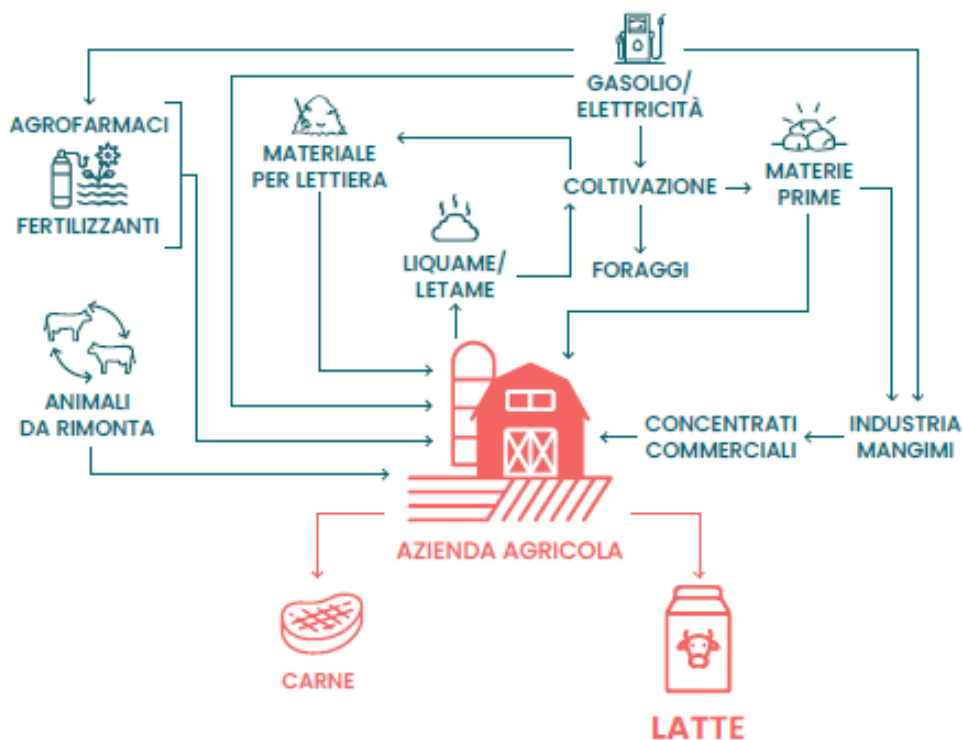 GASOLIO/
ELETTRICITÀ
AGROFARMACI
FERTILIZZANTI
MATERIALE
PER LETTIERA
COLTIVAZIONE
MATERIE
PRIME
LIQUAME/
LETAME
FORAGGI
ANIMALI
DA RIMONTA
CONCENTRATI
COMMERCIALI
INDUSTRIA
MANGIMI
AZIENDA AGRICOLA
CARNE
LATTE